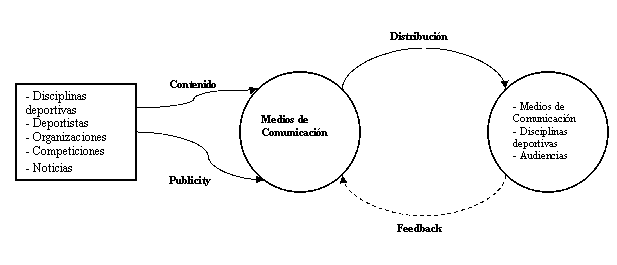 Distribución
Contenido
- Disciplinas
deportivas
- Deportistas
- Organizaciones
- Competiciones
- Noticias
Medios de
Comunicación
- Medios de
Comunicación
- Disciplinas
deportivas
- Audiencias
Publicity
Feedback